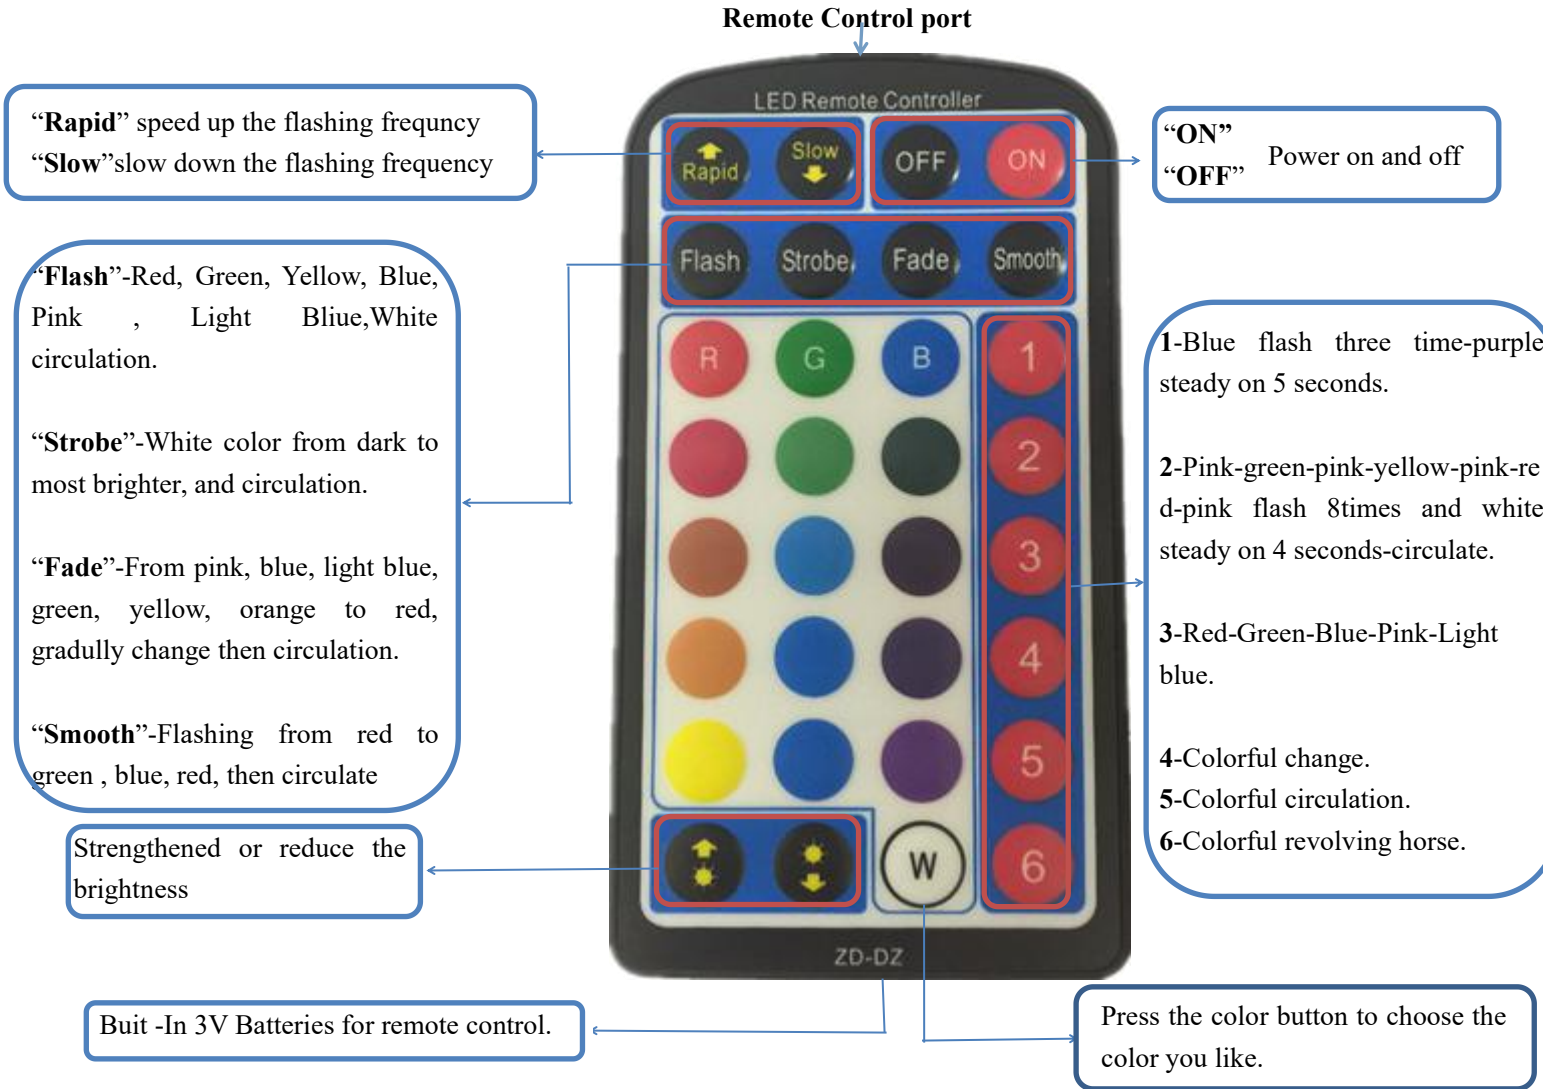 Remote Control port
“Rapid” speed up the flashing frequncy
“Slow”slow down the flashing frequency
“ON”
“OFF”
Power on and off
“Flash”-Red, Green, Yellow, Blue,
Pink , Light Bliue,White
circulation.
“Strobe”-White color from dark to
most brighter, and circulation.
“Fade”-From pink, blue, light blue,
green, yellow, orange to red,
gradully change then circulation.
“Smooth”-Flashing from red to
green , blue, red, then circulate
Strengthened or reduce the
brightness
Buit -In 3V Batteries for remote control.
LED Remote Controller
Rapid
Slow
OFF
ON
Flash
Strobe
Fade
Smooth
R
G
B
1
2
3
4
5
W
6
ZD-DZ
1-Blue flash three time-purple
steady on 5 seconds.
2-Pink-green-pink-yellow-pink-re
d-pink flash 8times and white
steady on 4 seconds-circulate.
3-Red-Green-Blue-Pink-Light
blue.
4-Colorful change.
5-Colorful circulation.
6-Colorful revolving horse.
Press the color button to choose the
color you like.